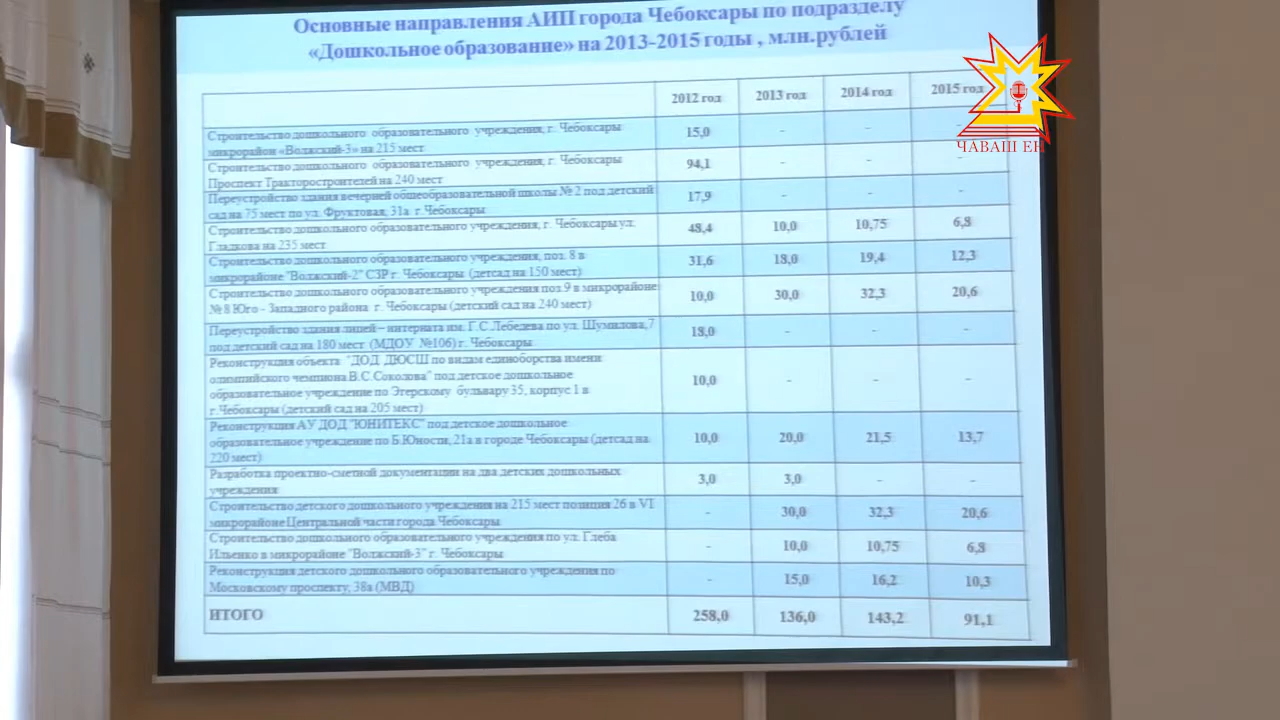 Основные направления АИП города Чебоксары по подразделу
«Дошкольное образование» на 2013-2015 годы , млн.рублей
2012 год 2013 год 2014 год 2015 год
ЧӐВАШ ЕН
Строительство дошкольного образовательного учреждения, г. Чебоксары
микрорайон «Волжский-3» на 215 мест
15,0 - - -
Строительство дошкольного образовательного учреждения, г. Чебоксары
Проспект Тракторостроителей на 240 мест
94,1 - - -
Переустройство здания вечерней общеобразовательной школы № 2 под детский
сад на 75 мест по ул. Фруктовая, 31а г. Чебоксары
17,9 - - -
Строительство дошкольного образовательного учреждения, г. Чебоксары ул.
Гладкова на 235 мест
48,4 10,0 10,75 6,8
Строительство дошкольного образовательного учреждения, поз. 8 в
микрорайоне "Волжский-2" СЗР г. Чебоксары (детсад на 150 мест)
31,6 18,0 19,4 12,3
Строительство дошкольного образовательного учреждения поз.9 в микрорайоне
№ 8 Юго - Западного района г. Чебоксары (детский сад на 240 мест)
10,0 30,0 32,3 20,6
Переустройство здания лицей – интерната им. Г.С.Лебедева по ул. Шумилова,7
под детский сад на 180 мест (МДОУ №106) г. Чебоксары
18,0 - - -
Реконструкция объекта "ДОД ДЮСШ по видам единоборства имени
олимпийского чемпиона В.С.Соколова" под детское дошкольное
образовательное учреждение по Эгерскому бульвару 35, корпус 1 в
г.Чебоксары (детский сад на 205 мест)
10,0 - - -
Реконструкция АУ ДОД "ЮНИТЕКС" под детское дошкольное
образовательное учреждение по Б.Юности, 21а в городе Чебоксары (детсад на
220 мест)
10,0 20,0 21,5 13,7
Разработка проектно-сметной документации на два детских дошкольных
учреждения
3,0 3,0 - -
Строительство детского дошкольного учреждения на 215 мест позиция 26 в VI
микрорайоне Центральной части города Чебоксары
- 30,0 32,3 20,6
Строительство дошкольного образовательного учреждения по ул. Глеба
Ильенко в микрорайоне "Волжский-3" г. Чебоксары
- 10,0 10,75 6,8
Реконструкция детского дошкольного образовательного учреждения по
Московскому проспекту, 38в (МВД)
- 15,0 16,2 10,3
ИТОГО 258,0 136,0 143,2 91,1